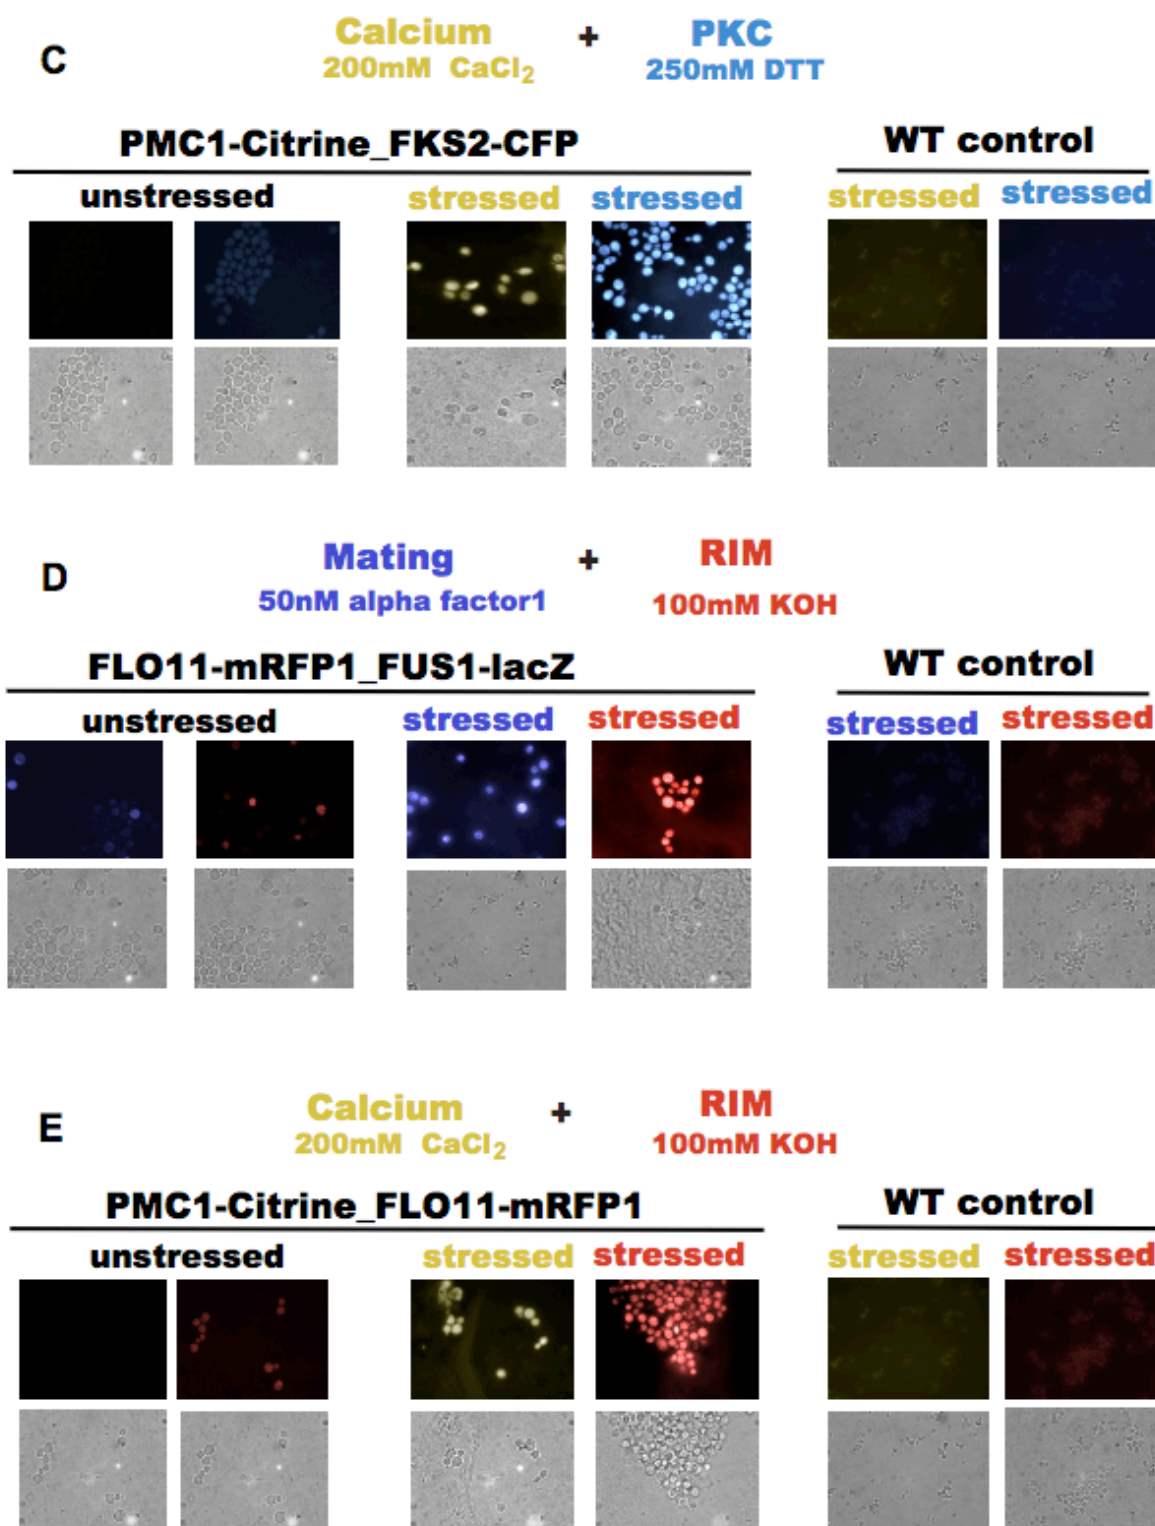 C
Calcium + PKC
200mM CaCl₂ 250mM DTT
PMC1-Citrine_FKS2-CFP WT control
unstressed stressed stressed stressed stressed
D
Mating + RIM
50nM alpha factor1 100mM KOH
FLO11-mRFP1_FUS1-lacZ WT control
unstressed stressed stressed stressed stressed
E
Calcium + RIM
200mM CaCl₂ 100mM KOH
PMC1-Citrine_FLO11-mRFP1 WT control
unstressed stressed stressed stressed stressed